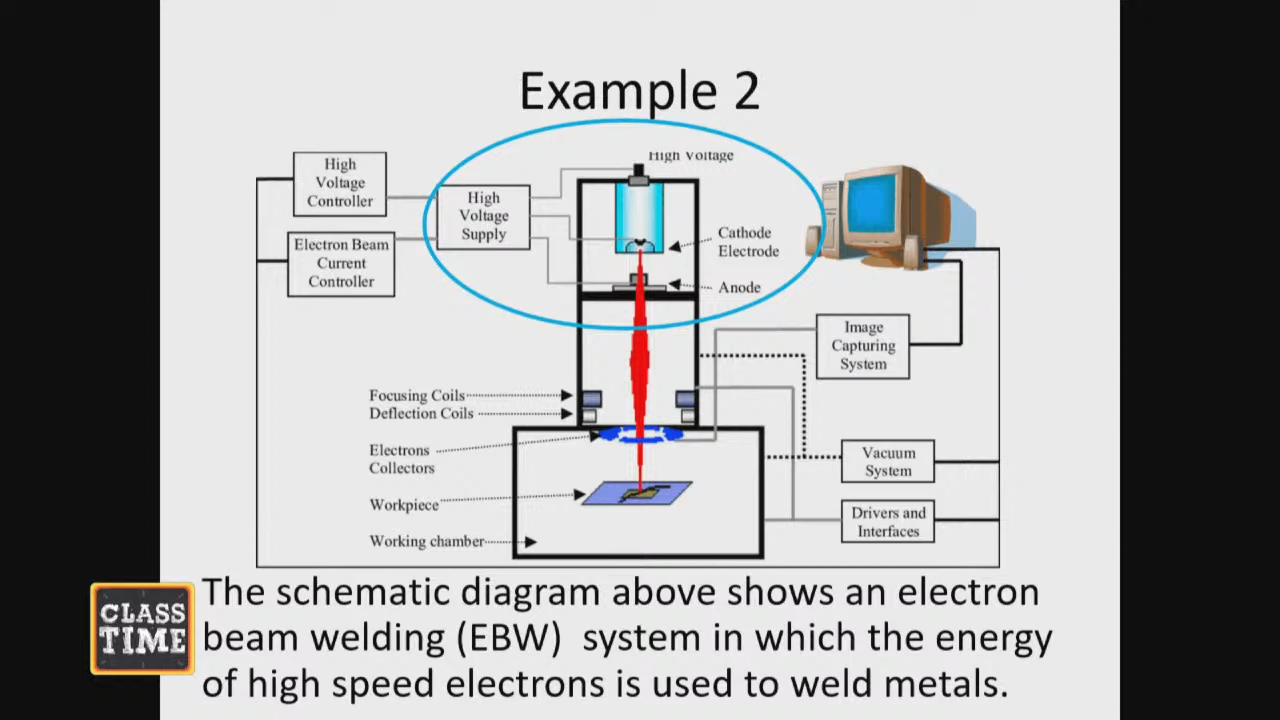 Example 2
High Voltage
High
Voltage
Controller
High
Voltage
Supply
Electron Beam
Current
Controller
Cathode
Electrode
Anode
Image
Capturing
System
Focusing Coils
Deflection Coils
Electrons
Collectors
Vacuum
System
Workpiece
Drivers and
Interfaces
Working chamber
CLASS
TIME
The schematic diagram above shows an electron
beam welding (EBW) system in which the energy
of high speed electrons is used to weld metals.